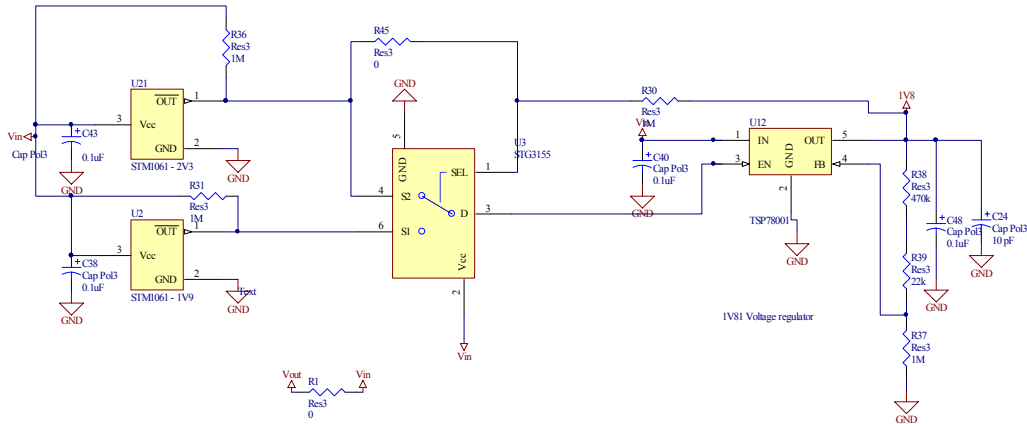 R36
Res3
1M
R45
Res3
0
GND
U21
OUT 1
3 Vcc
GND 2
STM1061 - 2V3
GND
Vin
C43
Cap Pol3
0.1uF
GND
R31
Res3
1M
U2
OUT 1
3 Vcc
GND 2
STM1061 - 1V9
Text
GND
C38
Cap Pol3
0.1uF
GND
U3
STG3155
5
GND
SEL 1
4 S2
D 3
6 S1
Vcc
2
Vin
R30
Res3
1M
Vin
C40
Cap Pol3
0.1uF
GND
U12
1 IN
OUT 5
3 EN
GND
FB 4
2
TSP78001
GND
1V8
R38
Res3
470k
C48
Cap Pol3
0.1uF
GND
C24
Cap Pol3
10 pF
GND
R39
Res3
22k
R37
Res3
1M
GND
1V81 Voltage regulator
Vout
Vin
R1
Res3
0